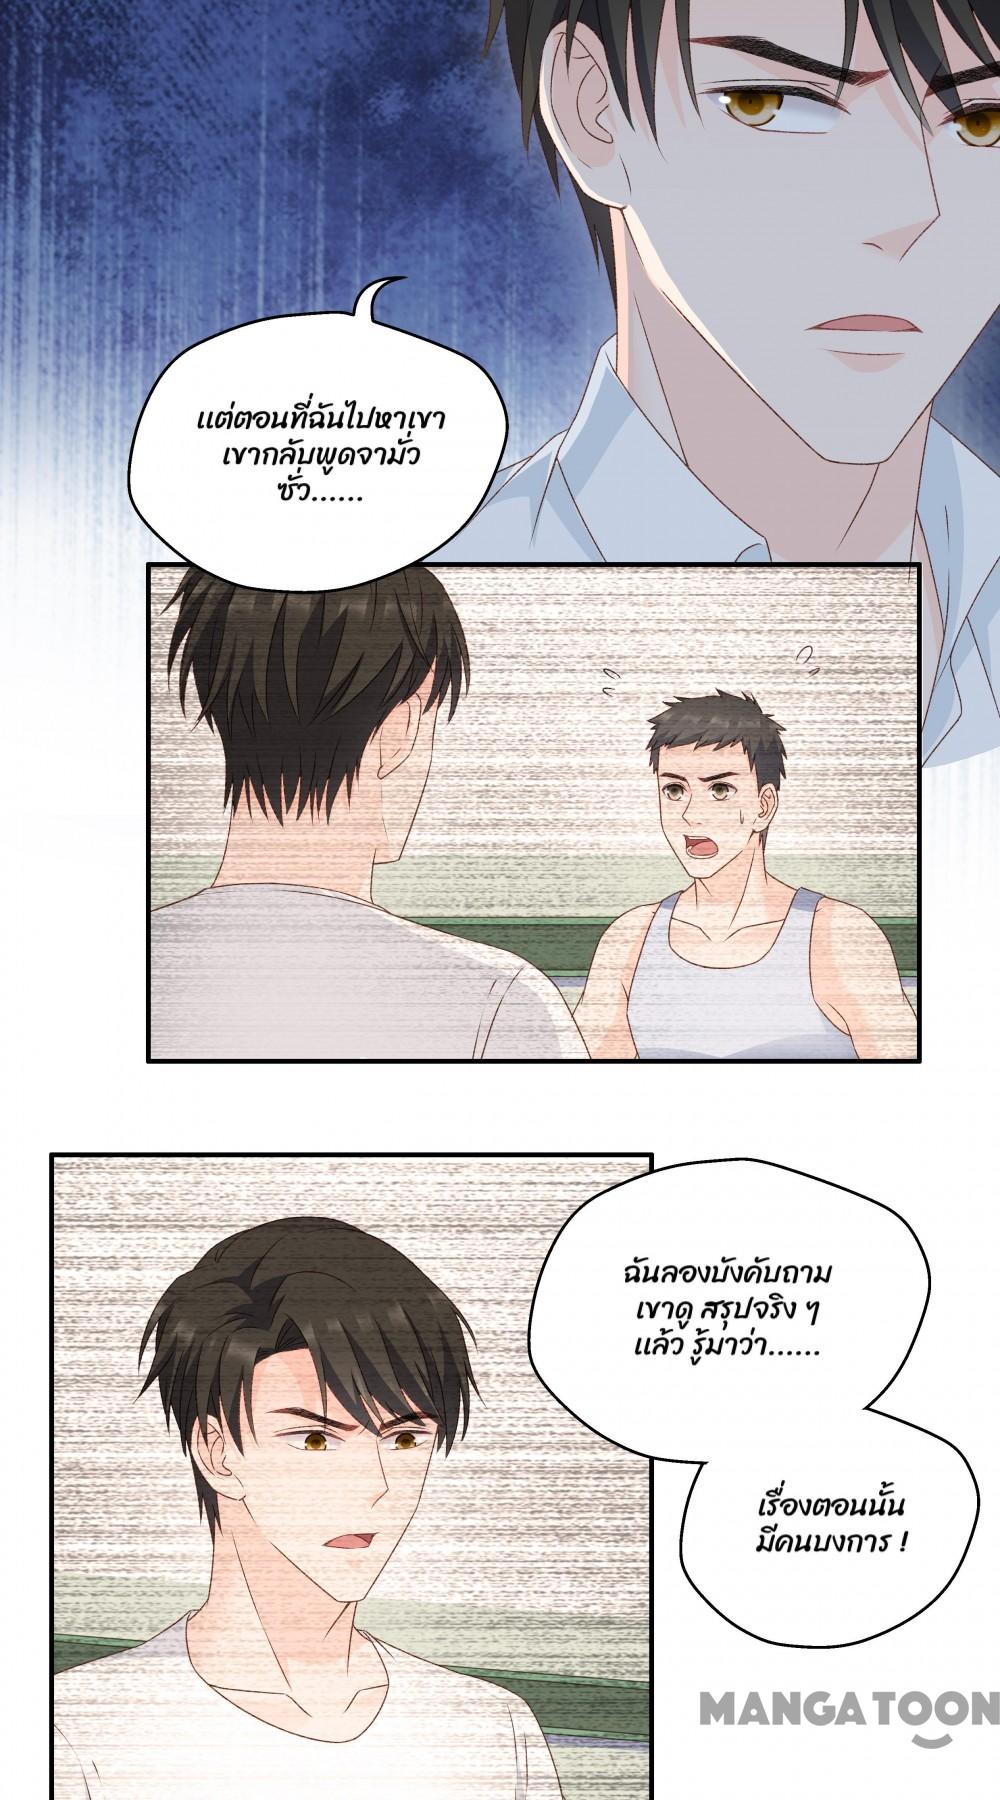 แต่ตอนที่ฉันไปหาเขา
เขากลับพูดจามั่ว
ซั่ว......
ฉันลองบังคับถาม
เขาดู สรุปจริง ๆ
แล้ว รู้มาว่า......
เรื่องตอนนั้น
มีคนบงการ !
MANGATOON